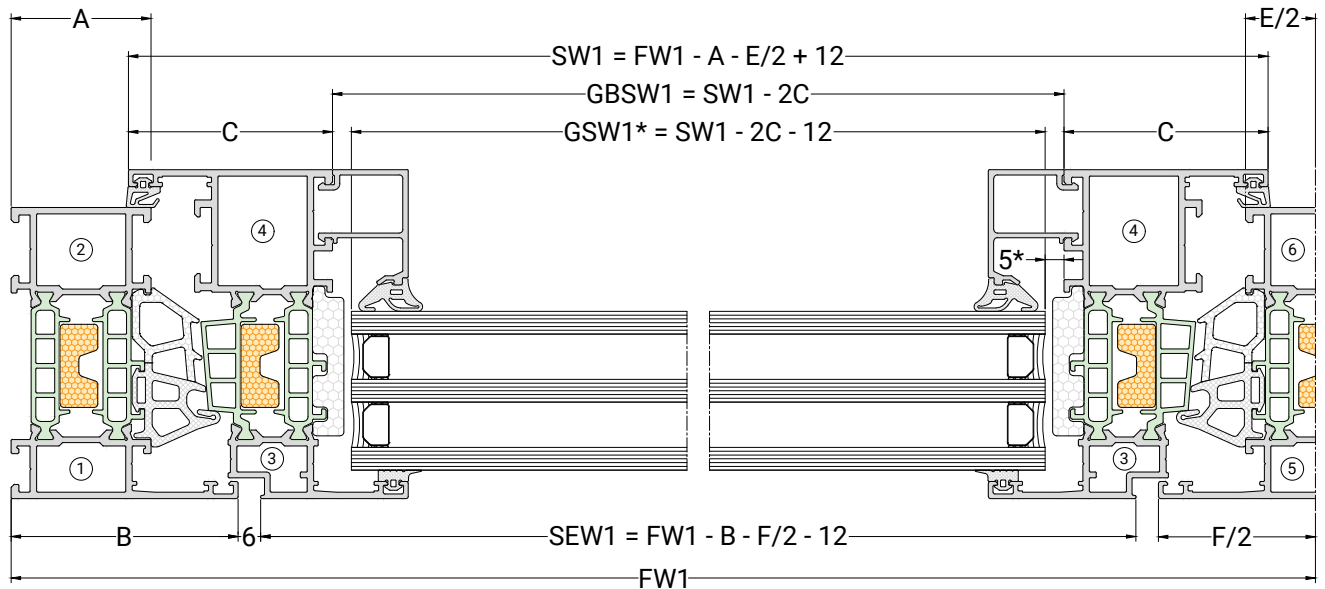 A
E/2
SW1 = FW1 - A - E/2 + 12
GBSW1 = SW1 - 2C
C
GSW1* = SW1 - 2C - 12
C
4
4
2
6
5*
1
3
3
5
B
6
SEW1 = FW1 - B - F/2 - 12
F/2
FW1